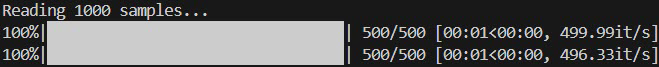 Reading 1000 samples...
100%|██████████| 500/500 [00:01<00:00, 499.99it/s]
100%|██████████| 500/500 [00:01<00:00, 496.33it/s]